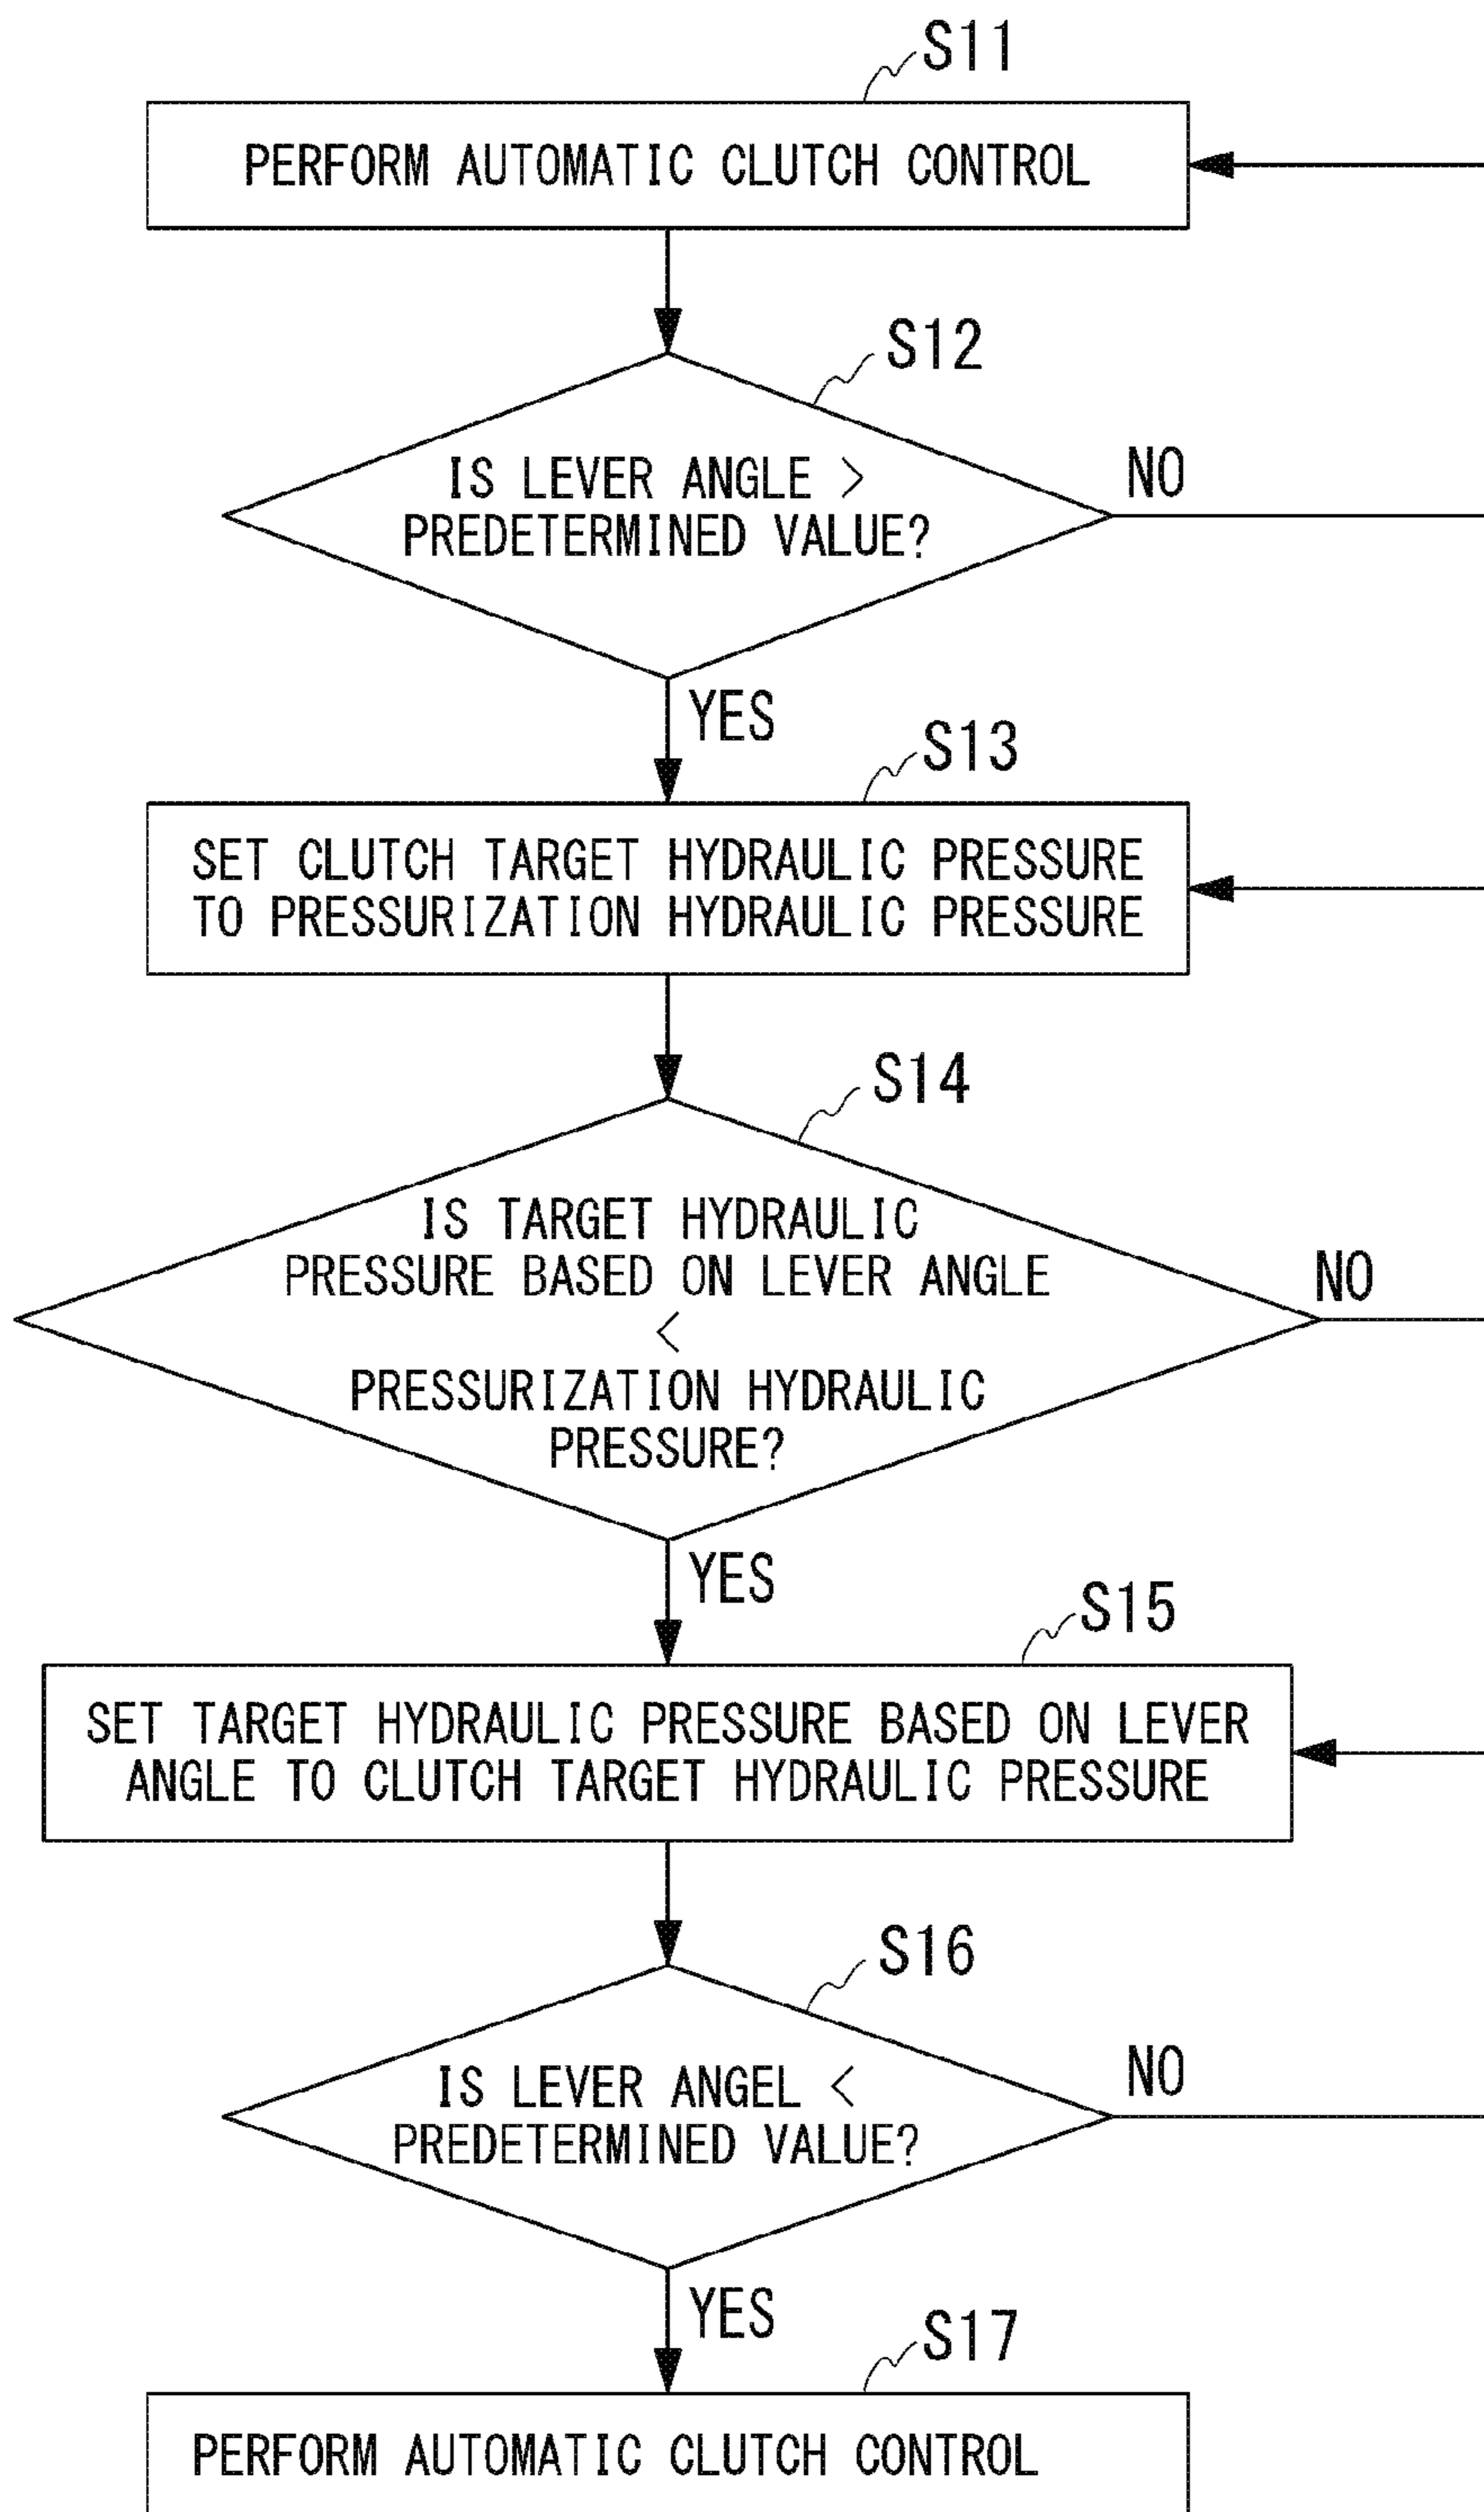 S11
PERFORM AUTOMATIC CLUTCH CONTROL
S12
IS LEVER ANGLE >
PREDETERMINED VALUE?
NO
YES
S13
SET CLUTCH TARGET HYDRAULIC PRESSURE
TO PRESSURIZATION HYDRAULIC PRESSURE
S14
IS TARGET HYDRAULIC
PRESSURE BASED ON LEVER ANGLE
<
PRESSURIZATION HYDRAULIC
PRESSURE?
NO
YES
S15
SET TARGET HYDRAULIC PRESSURE BASED ON LEVER
ANGLE TO CLUTCH TARGET HYDRAULIC PRESSURE
S16
IS LEVER ANGEL <
PREDETERMINED VALUE?
NO
YES
S17
PERFORM AUTOMATIC CLUTCH CONTROL